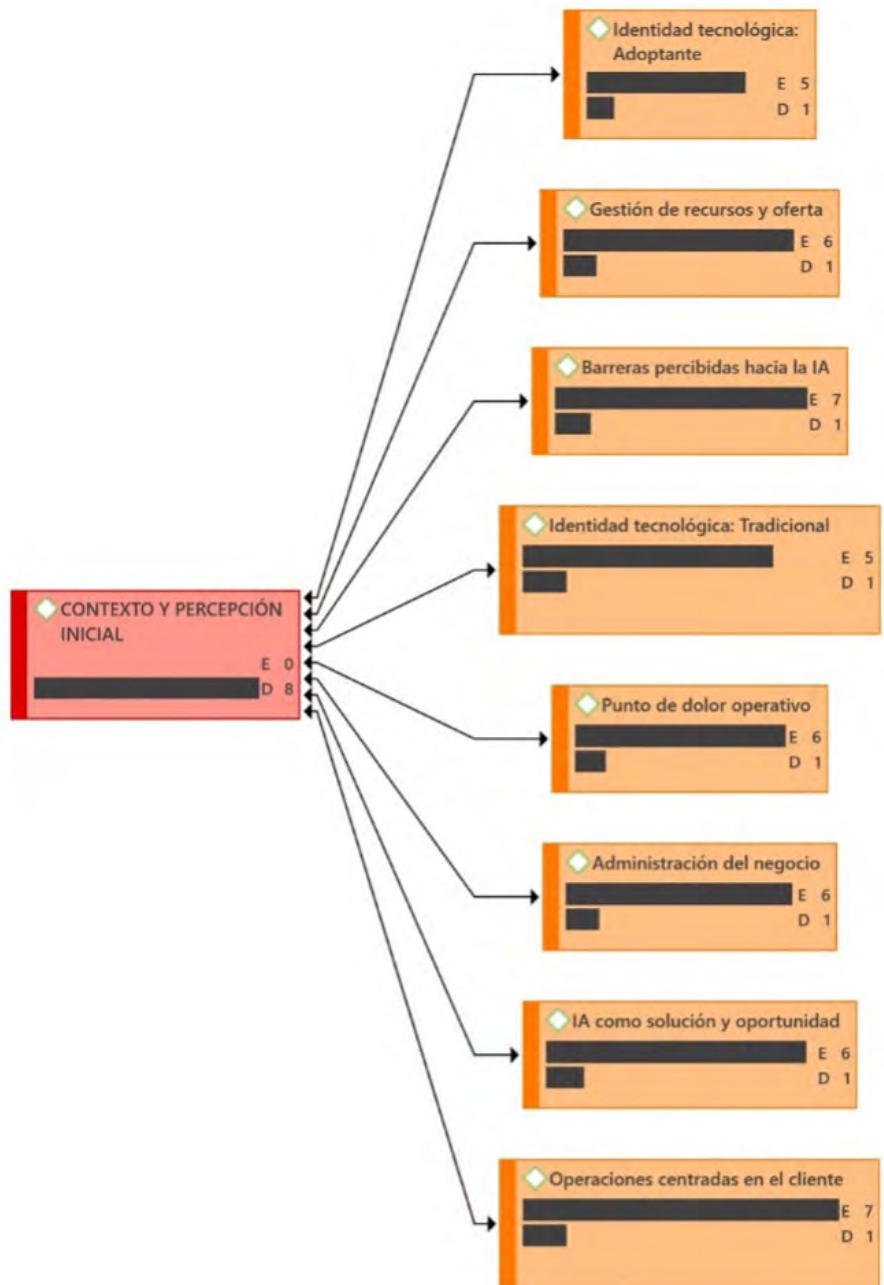 Identidad tecnológica:
Adoptante
E 5
D 1
Gestión de recursos y oferta
E 6
D 1
Barreras percibidas hacia la IA
E 7
D 1
Identidad tecnológica: Tradicional
E 5
D 1
CONTEXTO Y PERCEPCIÓN
INICIAL
E 0
D 8
Punto de dolor operativo
E 6
D 1
Administración del negocio
E 6
D 1
IA como solución y oportunidad
E 6
D 1
Operaciones centradas en el cliente
E 7
D 1